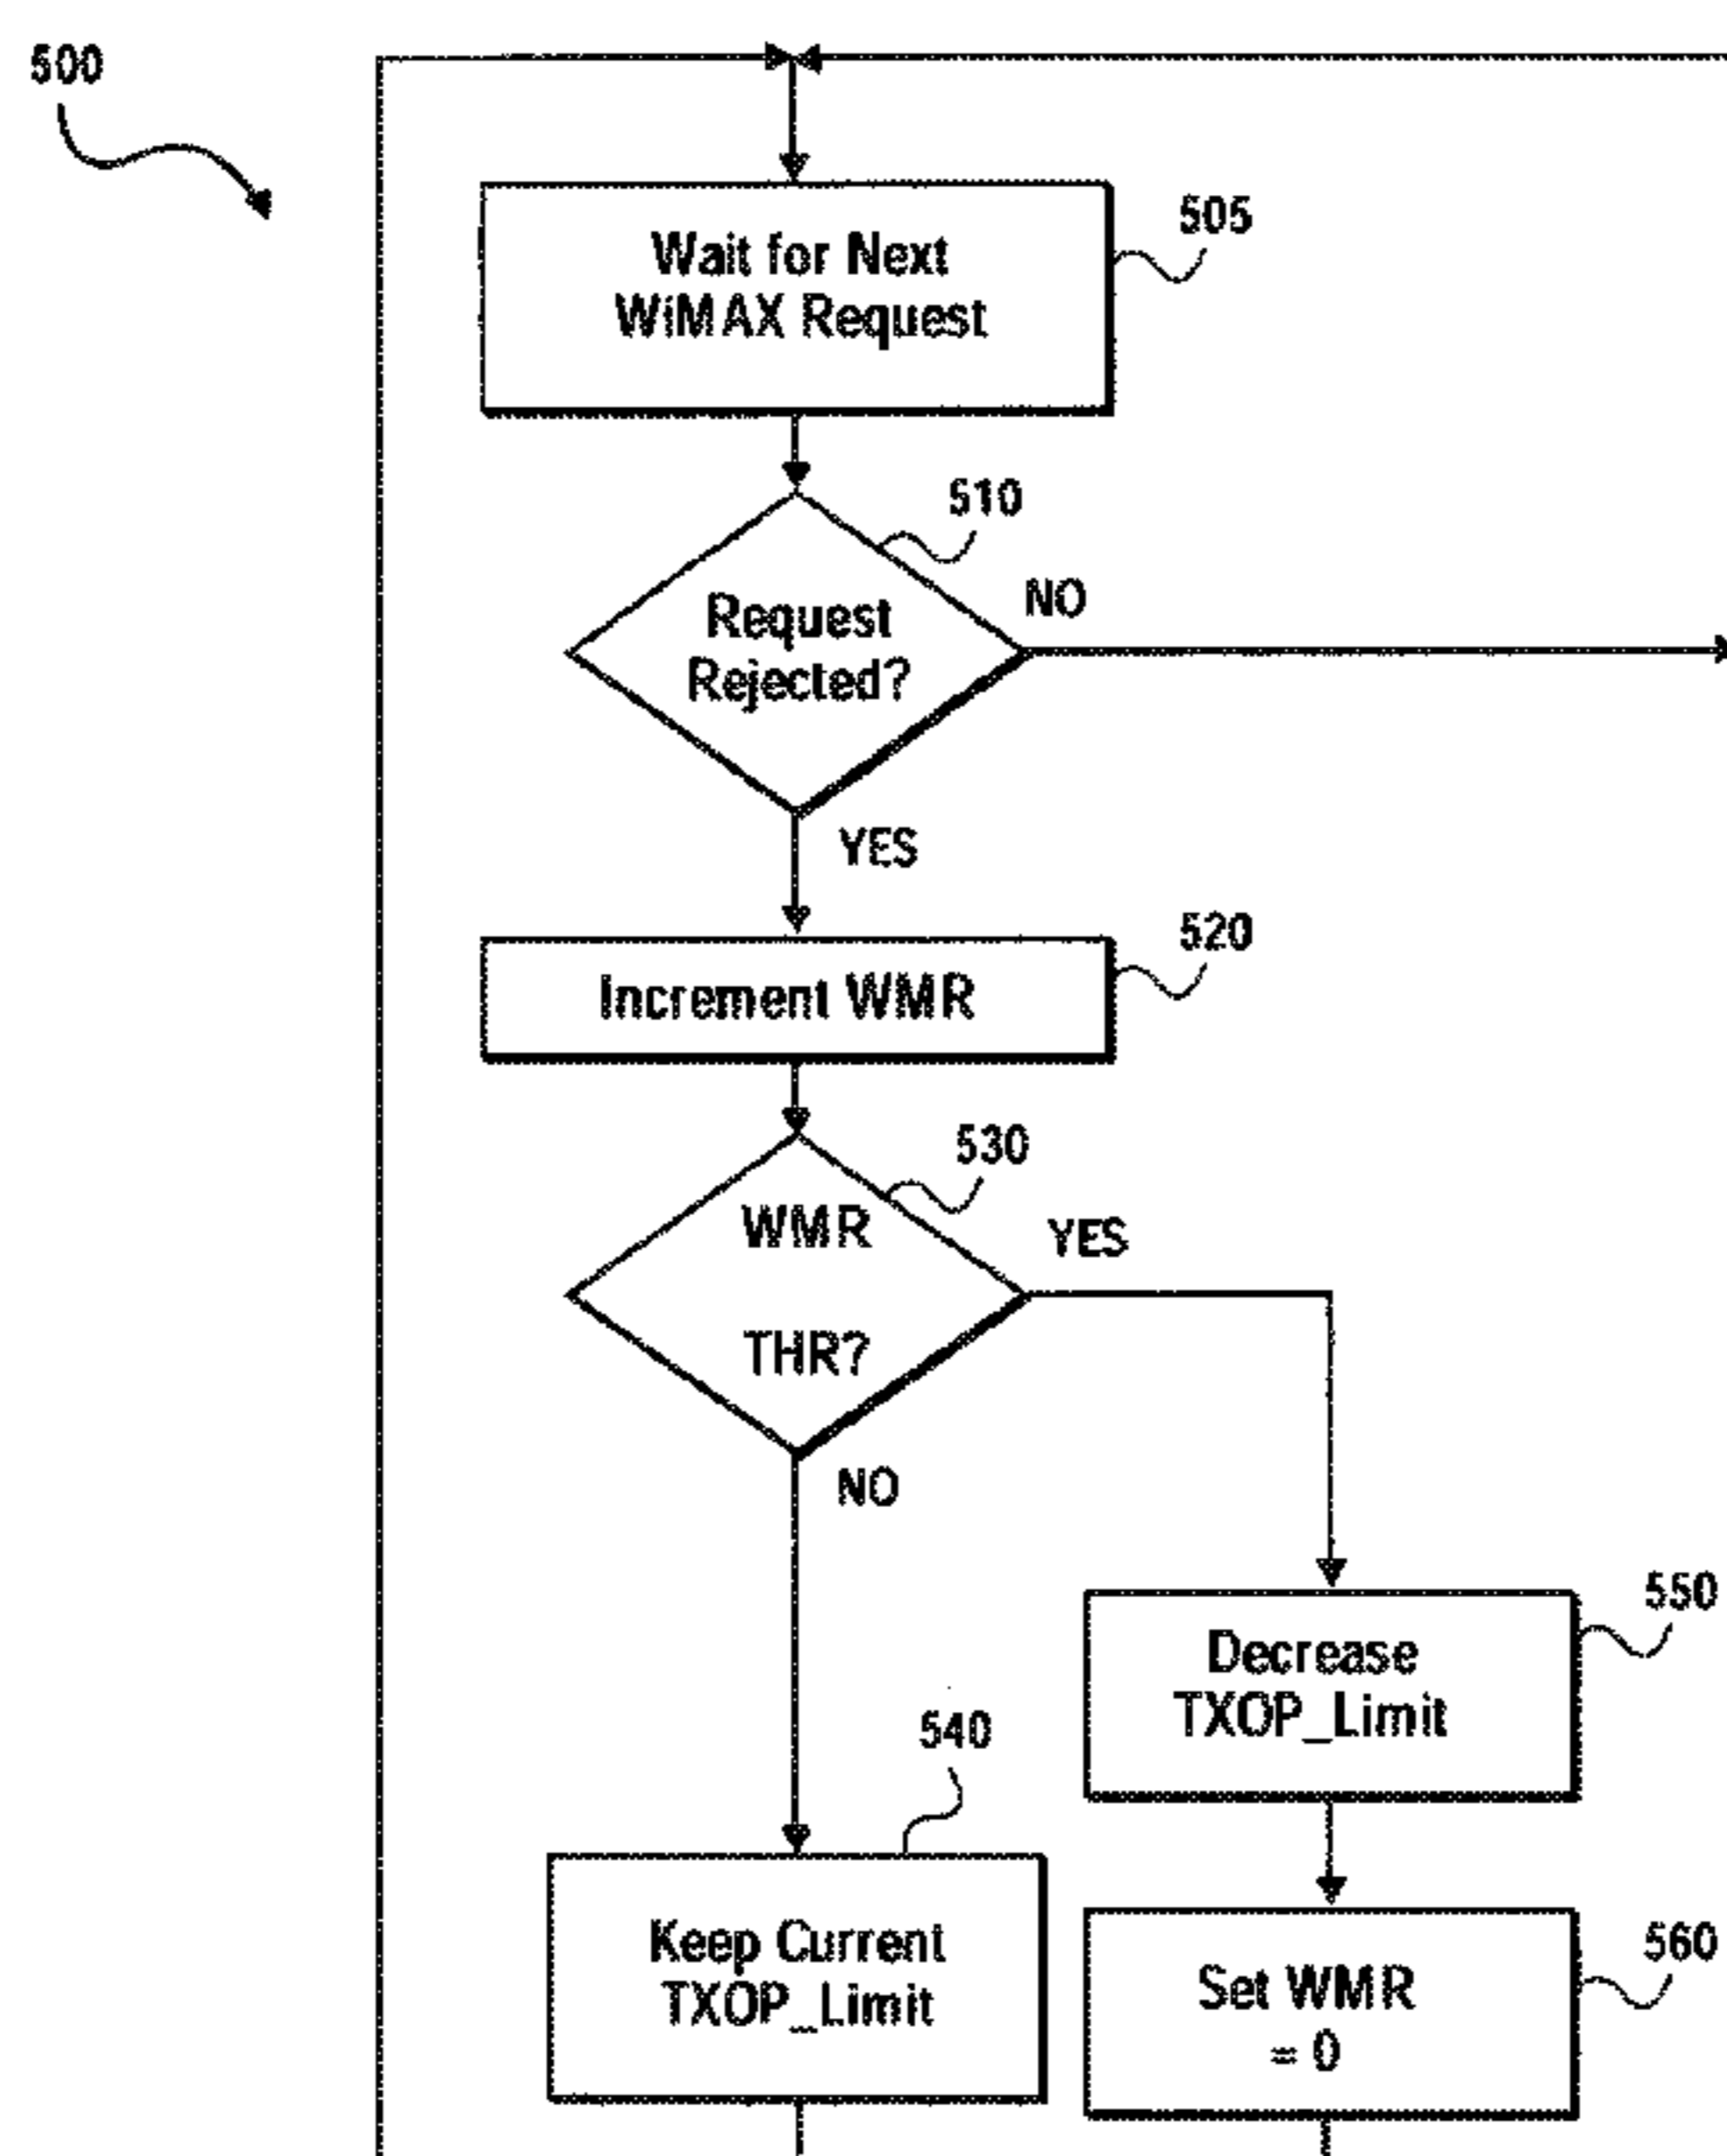 500
Wait for Next
WiMAX Request
505
510
Request
Rejected?
NO
YES
Increment WMR
520
530
WMR
THR?
YES
NO
Decrease
TXOP_Limit
550
540
Keep Current
TXOP_Limit
Set WMR
= 0
560